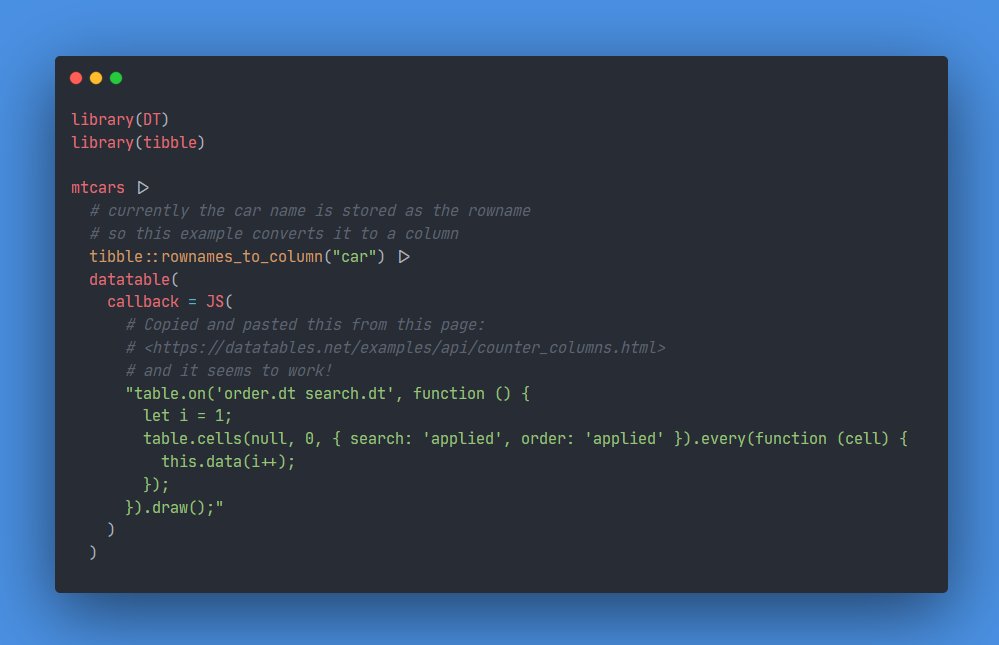 library(DT)
library(tibble)

mtcars |>
  # currently the car name is stored as the rowname
  # so this example converts it to a column
  tibble::rownames_to_column("car") |>
  datatable(
    callback = JS(
      # Copied and pasted this from this page:
      # <https://datatables.net/examples/api/counter_columns.html>
      # and it seems to work!
      "table.on('order.dt search.dt', function () {
        let i = 1;
        table.cells(null, 0, { search: 'applied', order: 'applied' }).every(function (cell) {
          this.data(i++);
        });
      }).draw();"
    )
  )